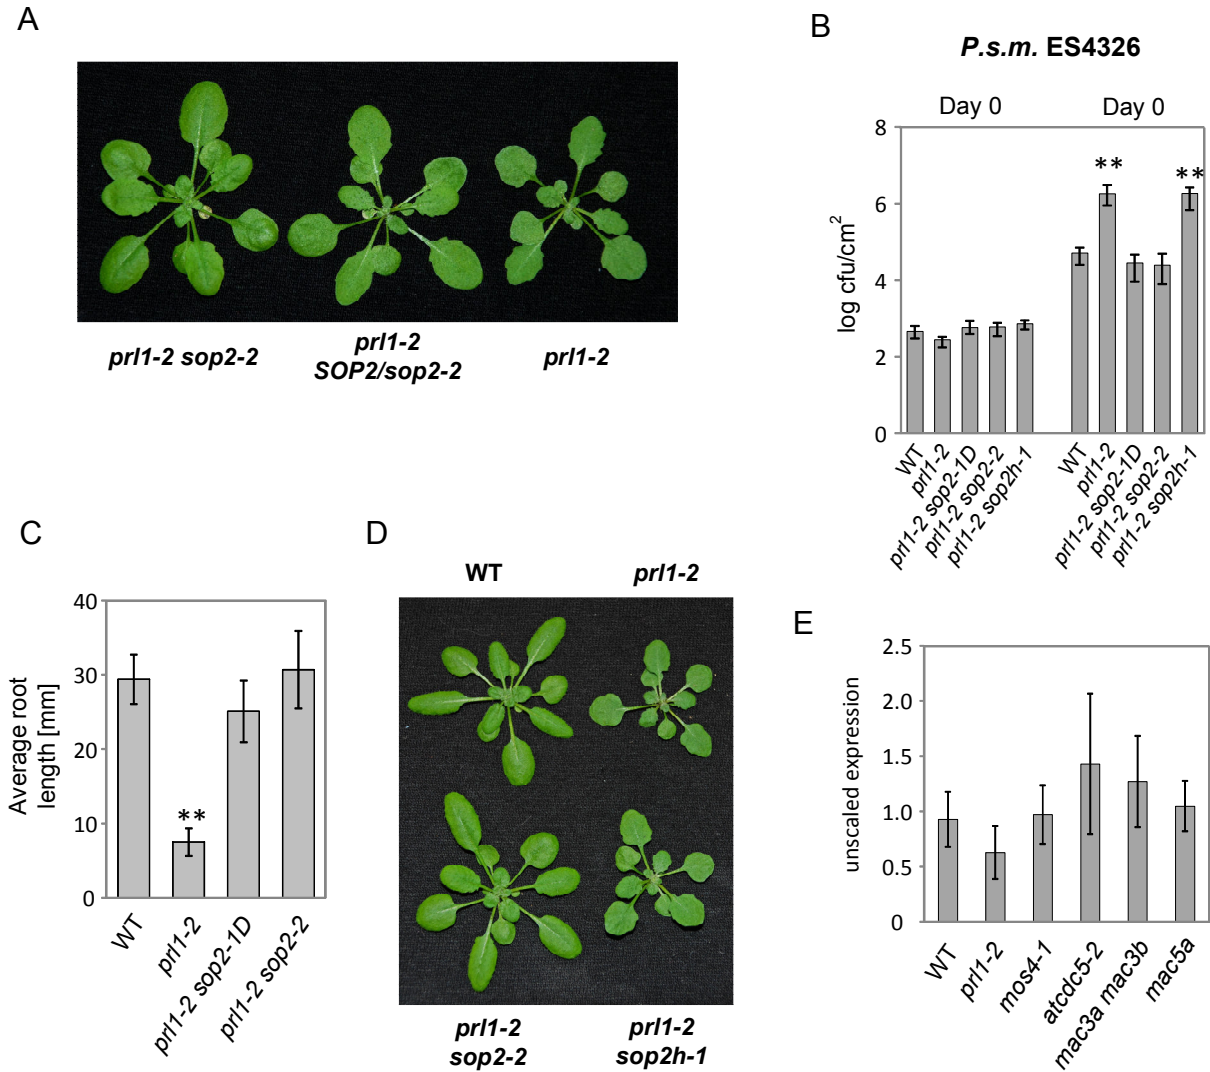 A
prl1-2 sop2-2
prl1-2
SOP2/sop2-2
prl1-2
B
P.s.m. ES4326
Day 0
Day 0
log cfu/cm²
8
6
4
2
0
**
**
WT
prl1-2
prl1-2 sop2-1D
prl1-2 sop2-2
prl1-2 sop2h-1
WT
prl1-2
prl1-2 sop2-1D
prl1-2 sop2-2
prl1-2 sop2h-1
C
Average root
length [mm]
40
30
20
10
0
**
WT
prl1-2
prl1-2 sop2-1D
prl1-2 sop2-2
D
WT
prl1-2
prl1-2
sop2-2
prl1-2
sop2h-1
E
unscaled expression
2.5
2.0
1.5
1.0
0.5
0
WT
prl1-2
mos4-1
atcdc5-2
mac3a mac3b
mac5a